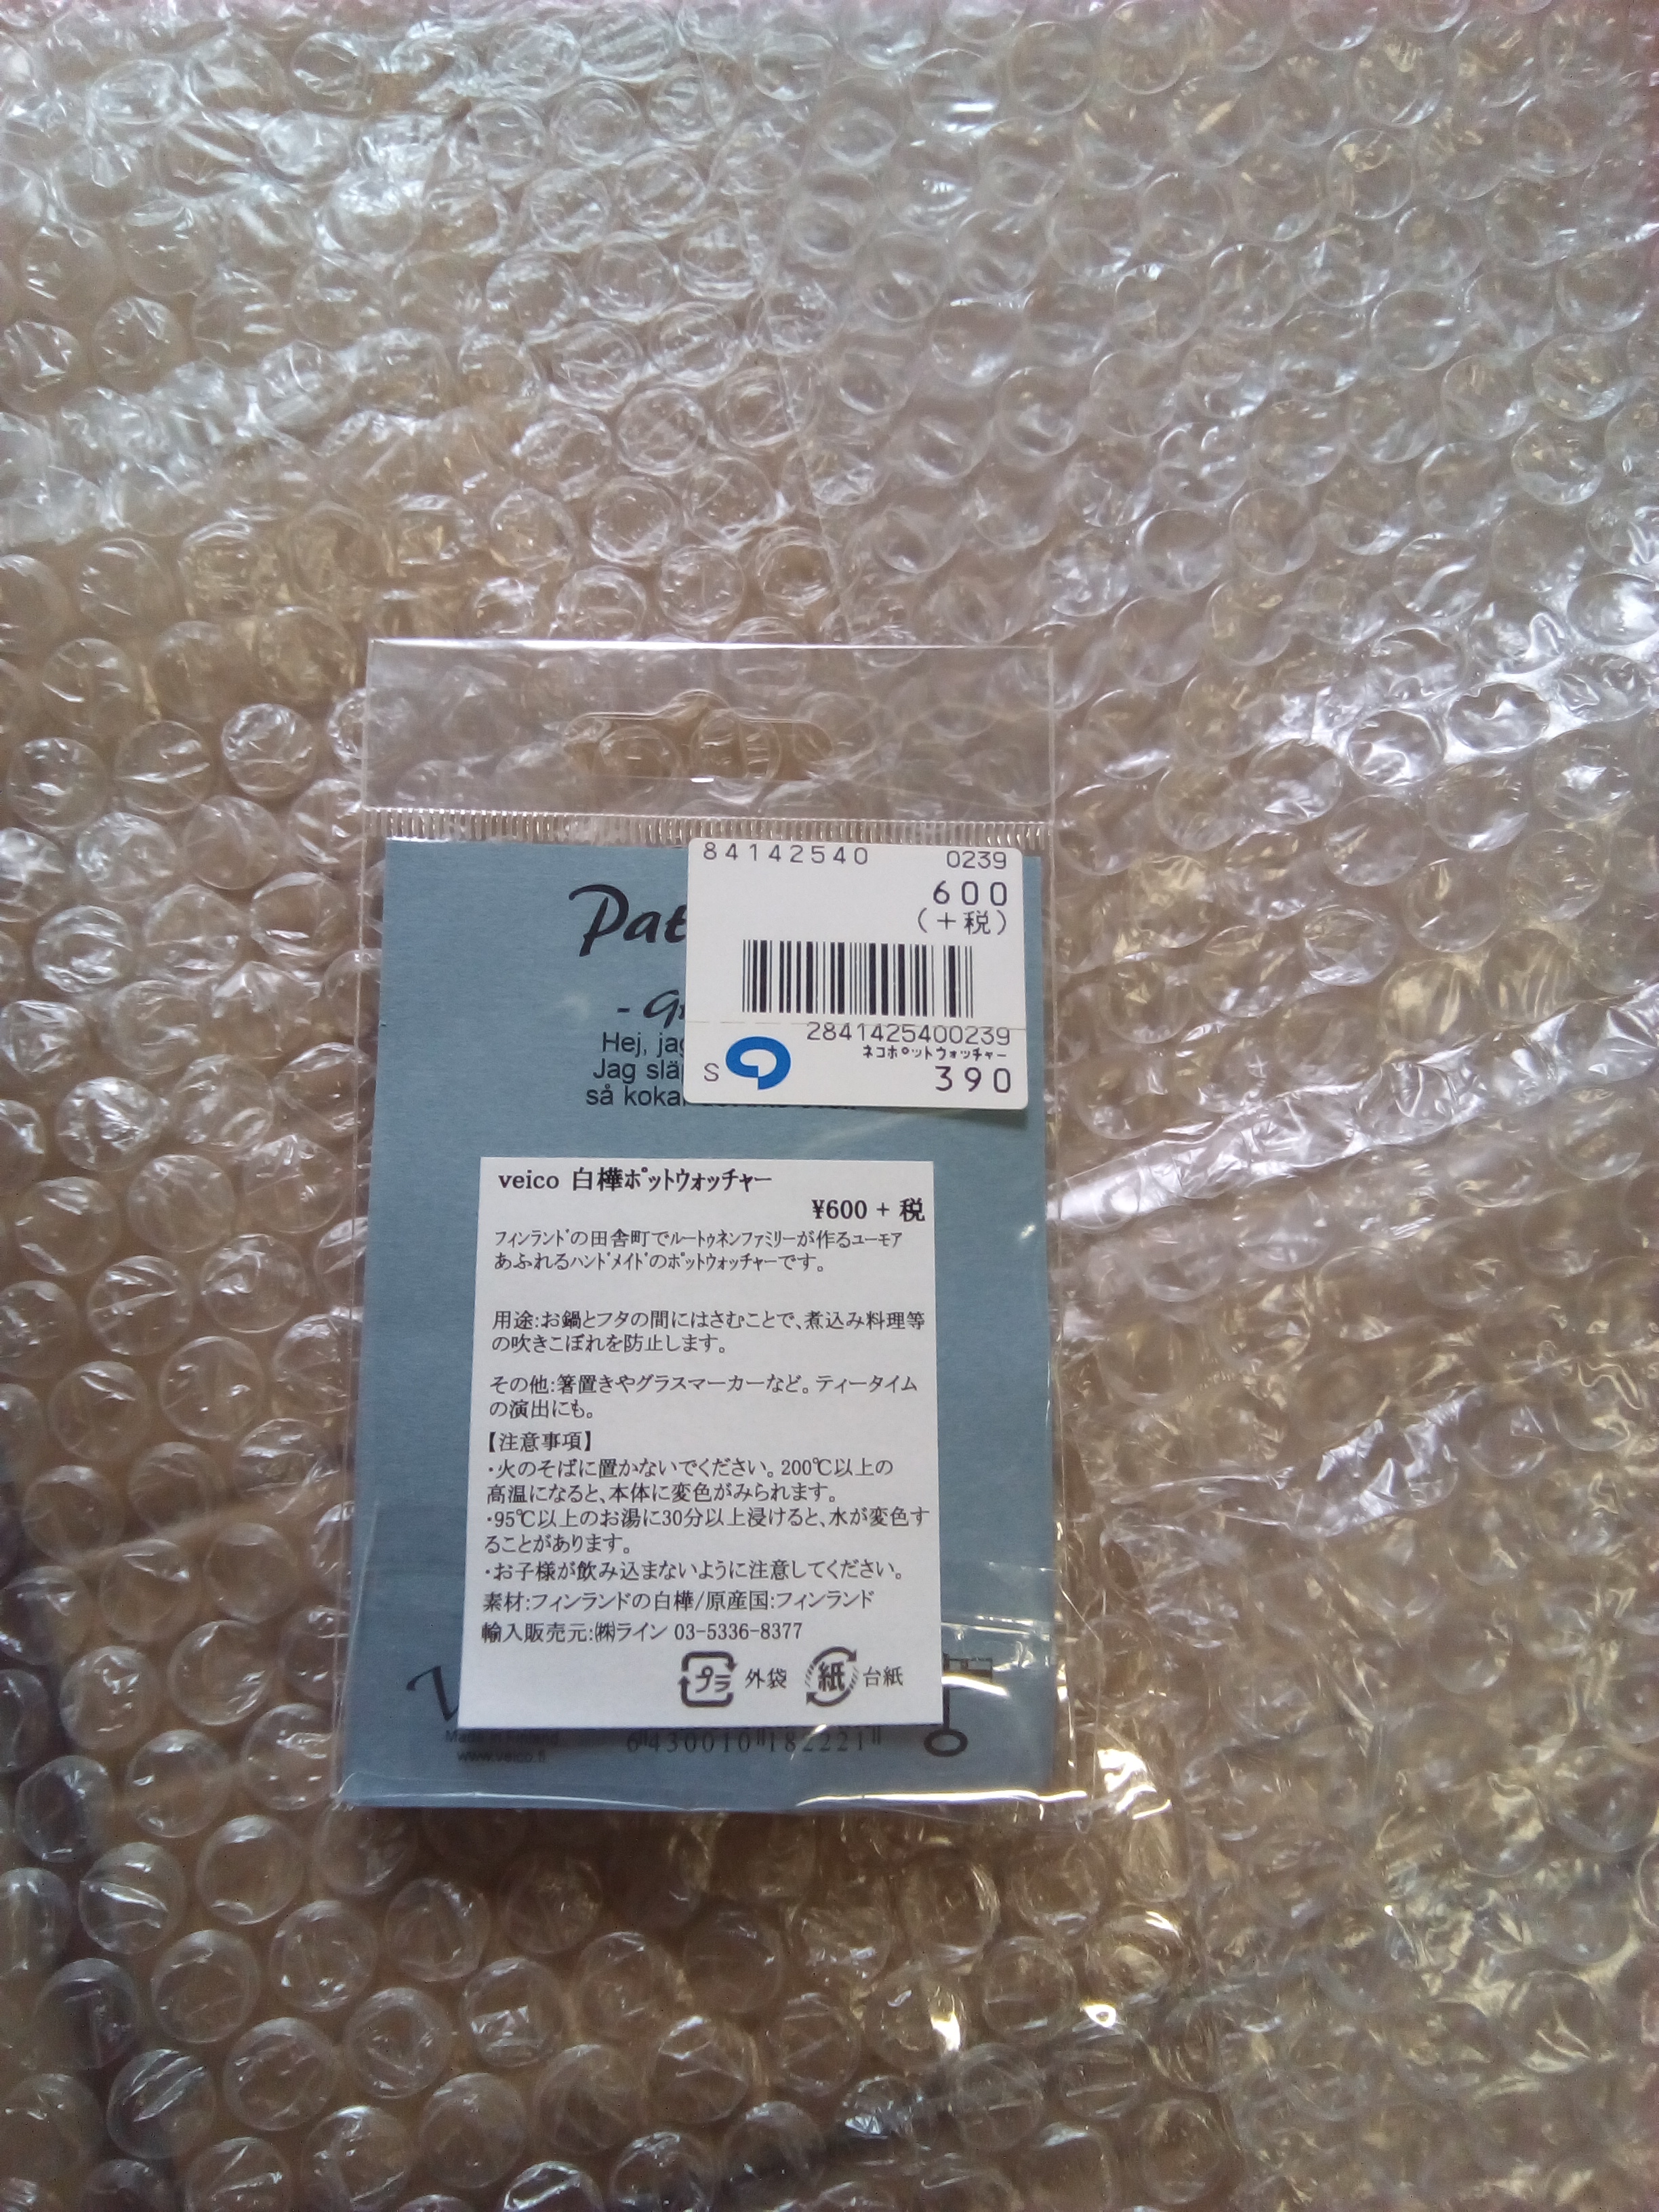 84142540 0239
600
(+税)
2841425400239
ネコポットウォッチャー
S 390
Pat
Hej, jag
Jag slä
så koka
veico 白樺ポットウォッチャー
¥600 + 税
フィンランドの田舎町でルートゥネンファミリーが作るユーモア
あふれるハンドメイドのポットウォッチャーです。
用途:お鍋とフタの間にはさむことで、煮込み料理等
の吹きこぼれを防止します。
その他:箸置きやグラスマーカーなど。ティータイム
の演出にも。
【注意事項】
・火のそばに置かないでください。200℃以上の
高温になると、本体に変色がみられます。
・95℃以上のお湯に30分以上浸けると、水が変色す
ることがあります。
・お子様が飲み込まないように注意してください。
素材:フィンランドの白樺/原産国:フィンランド
輸入販売元:㈱ライン 03-5336-8377
プラ 外袋 紙 台紙
Made in Finland
www.veico.fi
6 430010 182221